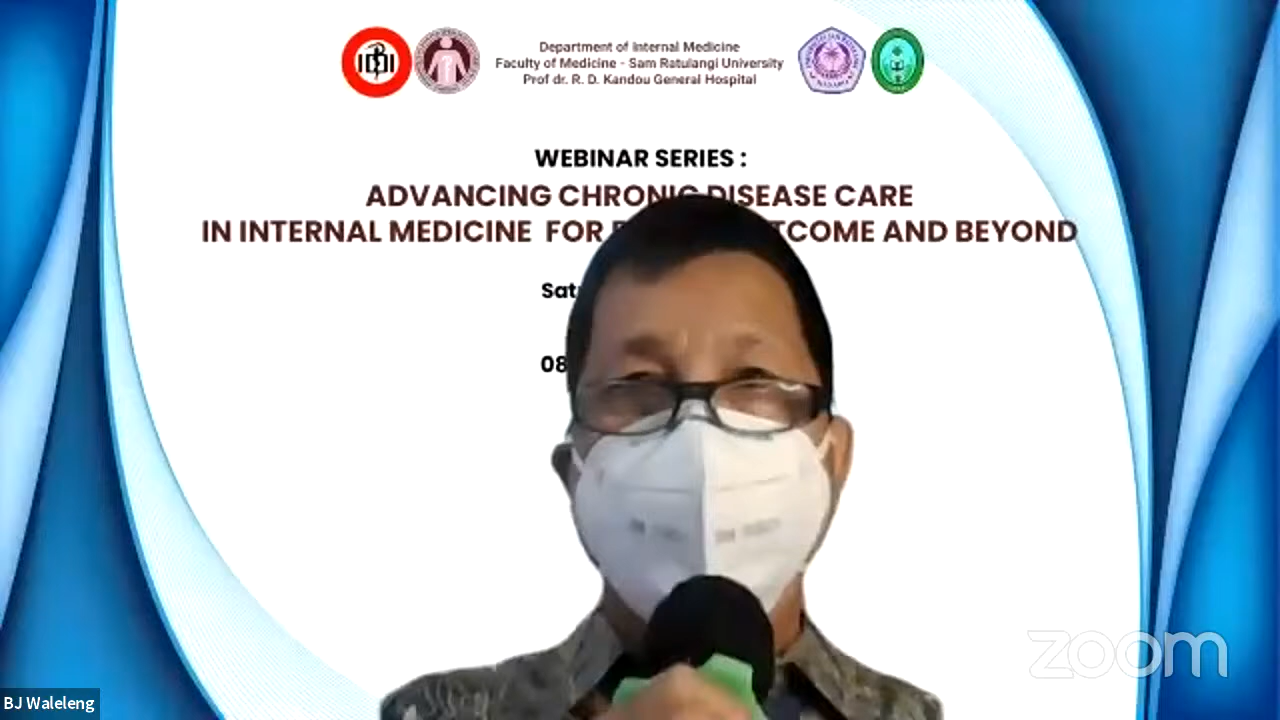 IDI
Department of Internal Medicine
Faculty of Medicine - Sam Ratulangi University
Prof dr. R. D. Kandou General Hospital
WEBINAR SERIES :
ADVANCING CHRONIC DISEASE CARE
IN INTERNAL MEDICINE FOR TCOME AND BEYOND
Sat
08
zoom
BJ Waleleng